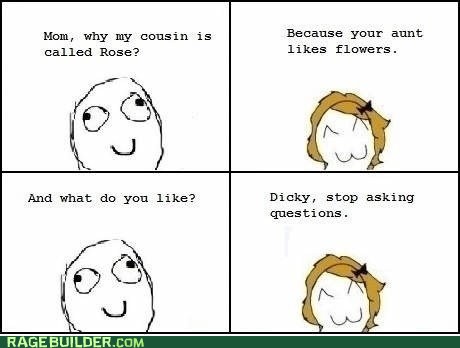 Mom, why my cousin is
called Rose?
Because your aunt
likes flowers.
And what do you like?
Dicky, stop asking
questions.
RAGEBUILDER.COM